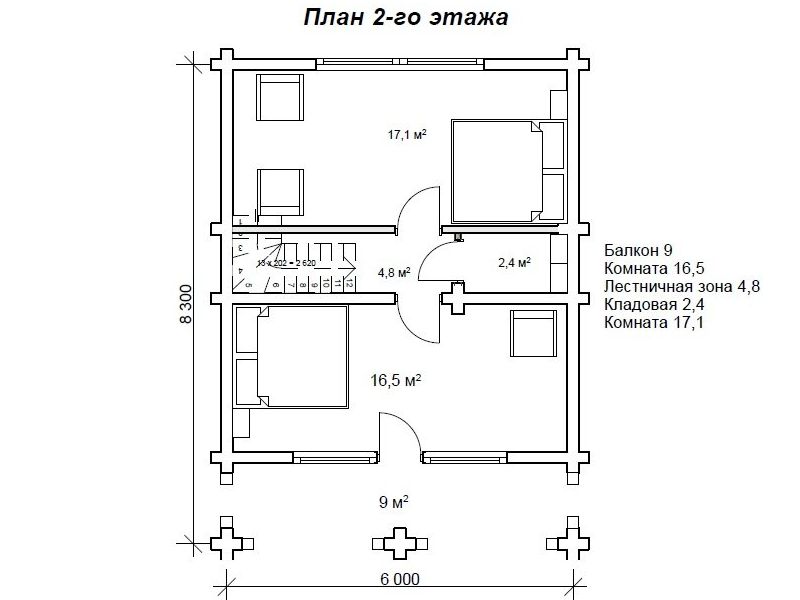 План 2-го этажа
17,1 м²
1
2
3
4
5
6
7
8
9
10
11
12
13 x 202 = 2 620
4,8 м²
2,4 м²
Балкон 9
Комната 16,5
Лестничная зона 4,8
Кладовая 2,4
Комната 17,1
8 300
16,5 м²
9 м²
6 000